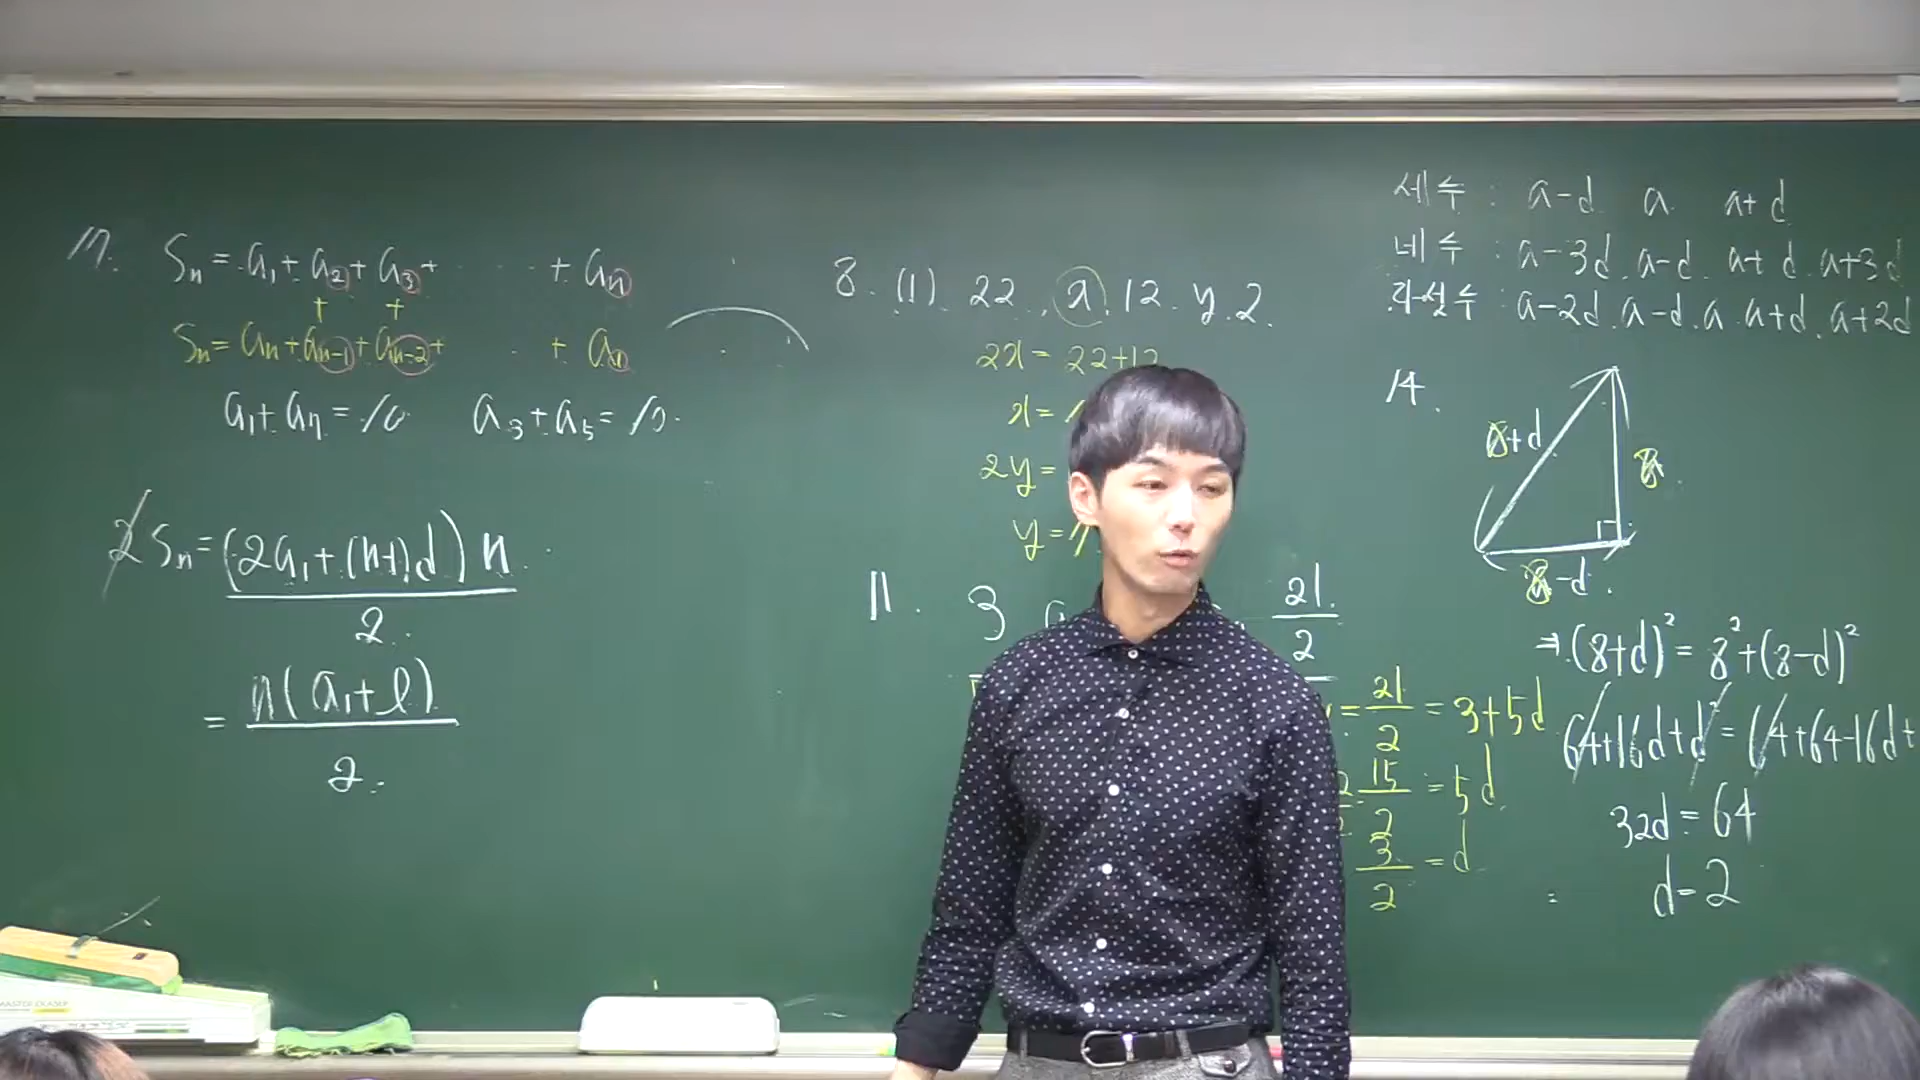 17. Sn = a1 + a2 + a3 + · · · + an
+ +
Sn = an + an-1 + an-2 + · · + a1
a1 + a7 = 10 a3 + a5 = 10.
2Sn = (2a1 + (n-1)d) n
2
= n(a1 + l)
2.
8. (1). 22. x. 12. y. 2.
2x = 22+12
x =
2y =
y =
11. 3 21
2
= 21/2 = 3+5d
15/2 = 5d
3/2 = d
세수 : a-d a a+d
네수 : a-3d. a-d. a+d. a+3d
다섯수 : a-2d. a-d. a. a+d. a+2d
14.
8+d
8
8-d
⇒ (8+d)² = 8² + (8-d)²
64+16d+d² = 64+64-16d+
32d = 64
d = 2